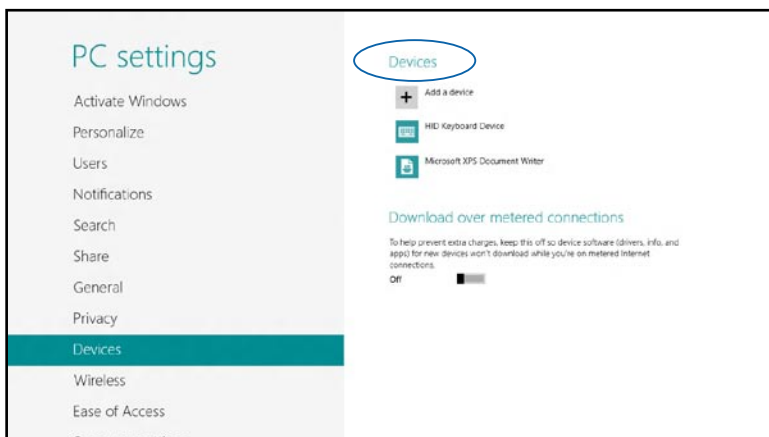 PC settings
Activate Windows
Personalize
Users
Notifications
Search
Share
General
Privacy
Devices
Wireless
Ease of Access
Devices
Add a device
HID Keyboard Device
Microsoft XPS Document Writer
Download over metered connections
To help prevent extra charges, keep this off so device software (drivers, info, and
apps) for new devices won't download while you're on metered Internet
connections.
Off